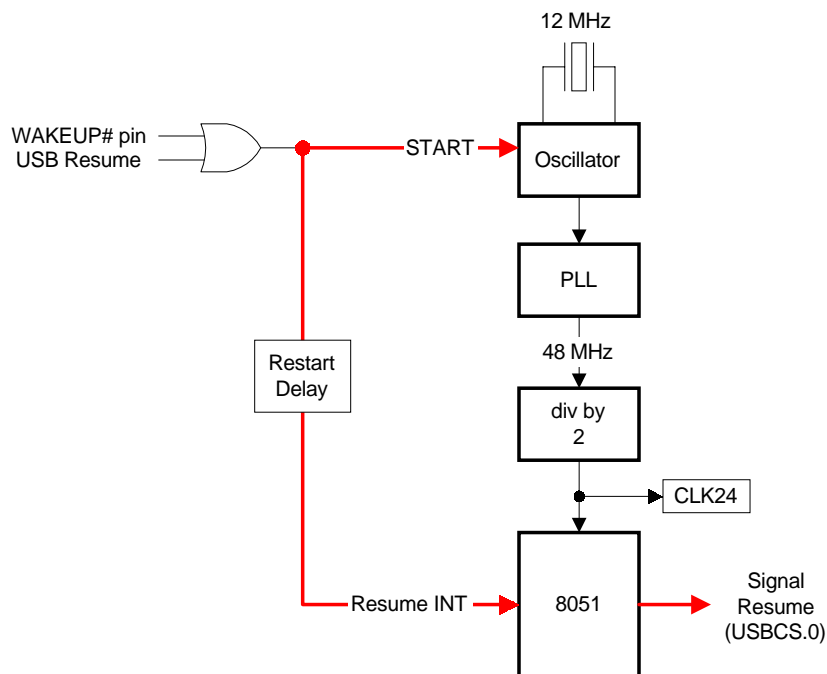 12 MHz
WAKEUP# pin
USB Resume
START
Oscillator
PLL
48 MHz
Restart
Delay
div by
2
CLK24
Resume INT
8051
Signal
Resume
(USBCS.0)